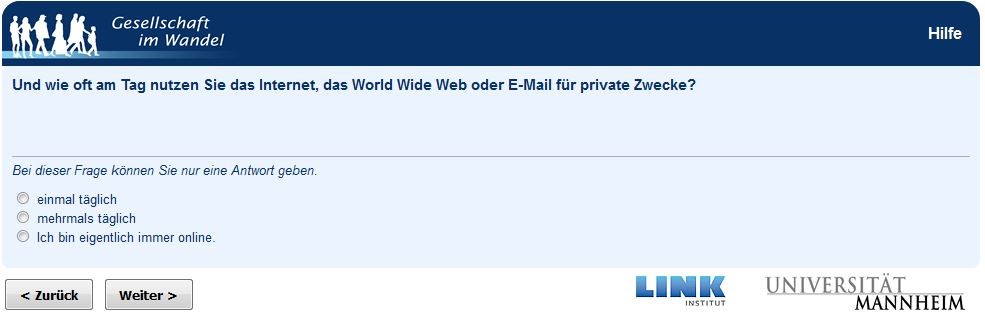 Gesellschaft
im Wandel
Hilfe
Und wie oft am Tag nutzen Sie das Internet, das World Wide Web oder E-Mail für private Zwecke?
Bei dieser Frage können Sie nur eine Antwort geben.
einmal täglich
mehrmals täglich
Ich bin eigentlich immer online.
< Zurück
Weiter >
LINK
INSTITUT
UNIVERSITÄT
MANNHEIM